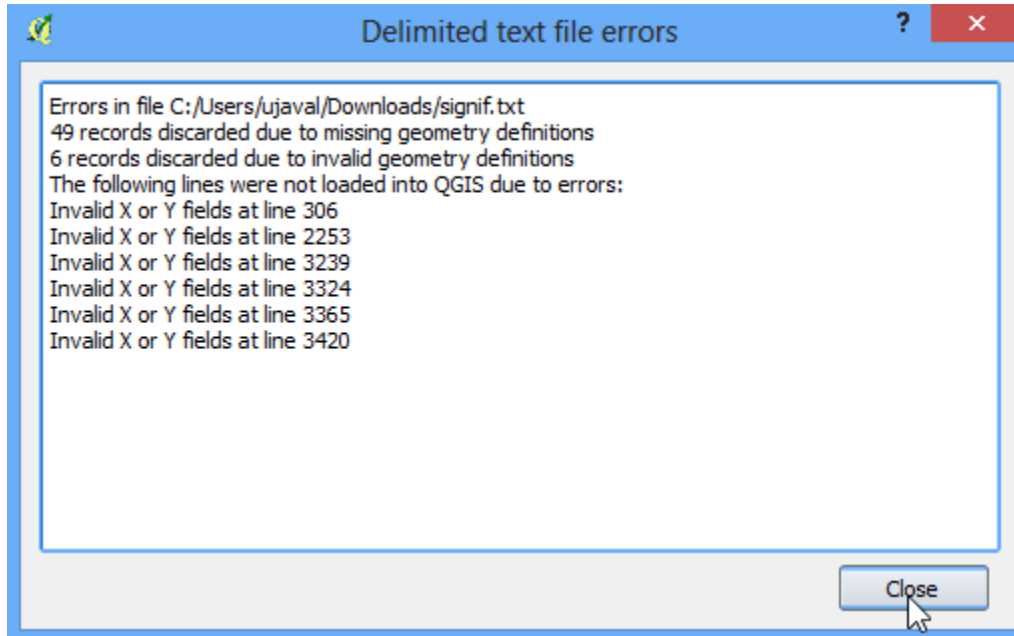 Delimited text file errors
?
Errors in file C:/Users/ujaval/Downloads/signif.txt
49 records discarded due to missing geometry definitions
6 records discarded due to invalid geometry definitions
The following lines were not loaded into QGIS due to errors:
Invalid X or Y fields at line 306
Invalid X or Y fields at line 2253
Invalid X or Y fields at line 3239
Invalid X or Y fields at line 3324
Invalid X or Y fields at line 3365
Invalid X or Y fields at line 3420
Close